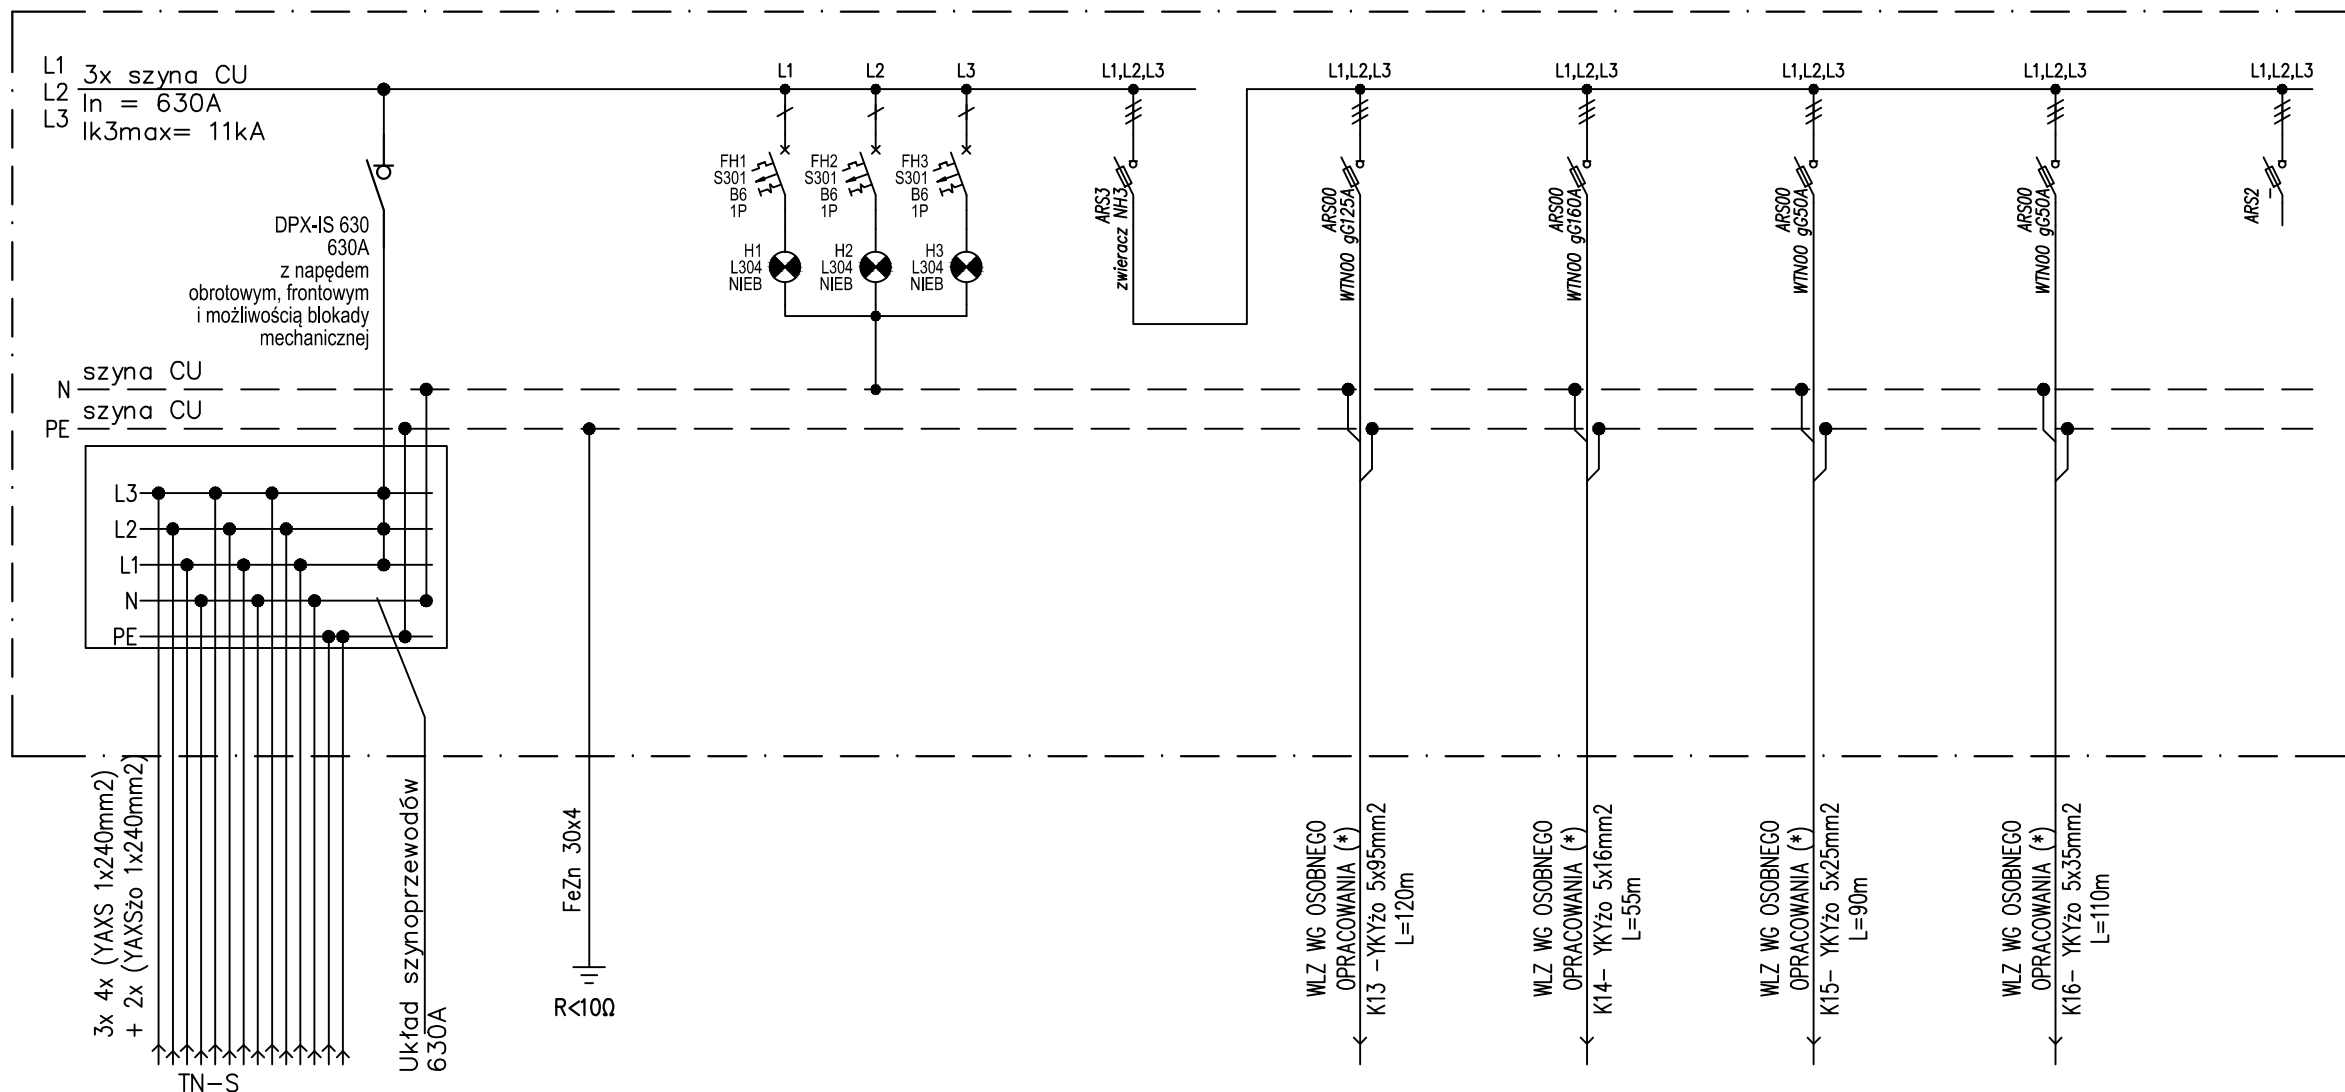 L1
L2
L3
3x szyna CU
In = 630A
Ik3max= 11kA
DPX-IS 630
630A
z napędem
obrotowym, frontowym
i możliwością blokady
mechanicznej
L1
FH1
S301
B6
1P
H1
L304
NIEB
L2
FH2
S301
B6
1P
H2
L304
NIEB
L3
FH3
S301
B6
1P
H3
L304
NIEB
L1,L2,L3
ARS3
zwieracz NH3
L1,L2,L3
ARS00
WTN00 gG125A
L1,L2,L3
ARS00
WTN00 gG160A
L1,L2,L3
ARS00
WTN00 gG50A
L1,L2,L3
ARS00
WTN00 gG50A
L1,L2,L3
ARS2
-
N
szyna CU
PE
szyna CU
L3
L2
L1
N
PE
3x 4x (YAXS 1x240mm2)
+ 2x (YAXSżo 1x240mm2)
TN-S
Układ szynoprzewodów
630A
FeZn 30x4
R<10Ω
WLZ WG OSOBNEGO
OPRACOWANIA (*)
K13 -YKYżo 5x95mm2
L=120m
WLZ WG OSOBNEGO
OPRACOWANIA (*)
K14- YKYżo 5x16mm2
L=55m
WLZ WG OSOBNEGO
OPRACOWANIA (*)
K15- YKYżo 5x25mm2
L=90m
WLZ WG OSOBNEGO
OPRACOWANIA (*)
K16- YKYżo 5x35mm2
L=110m